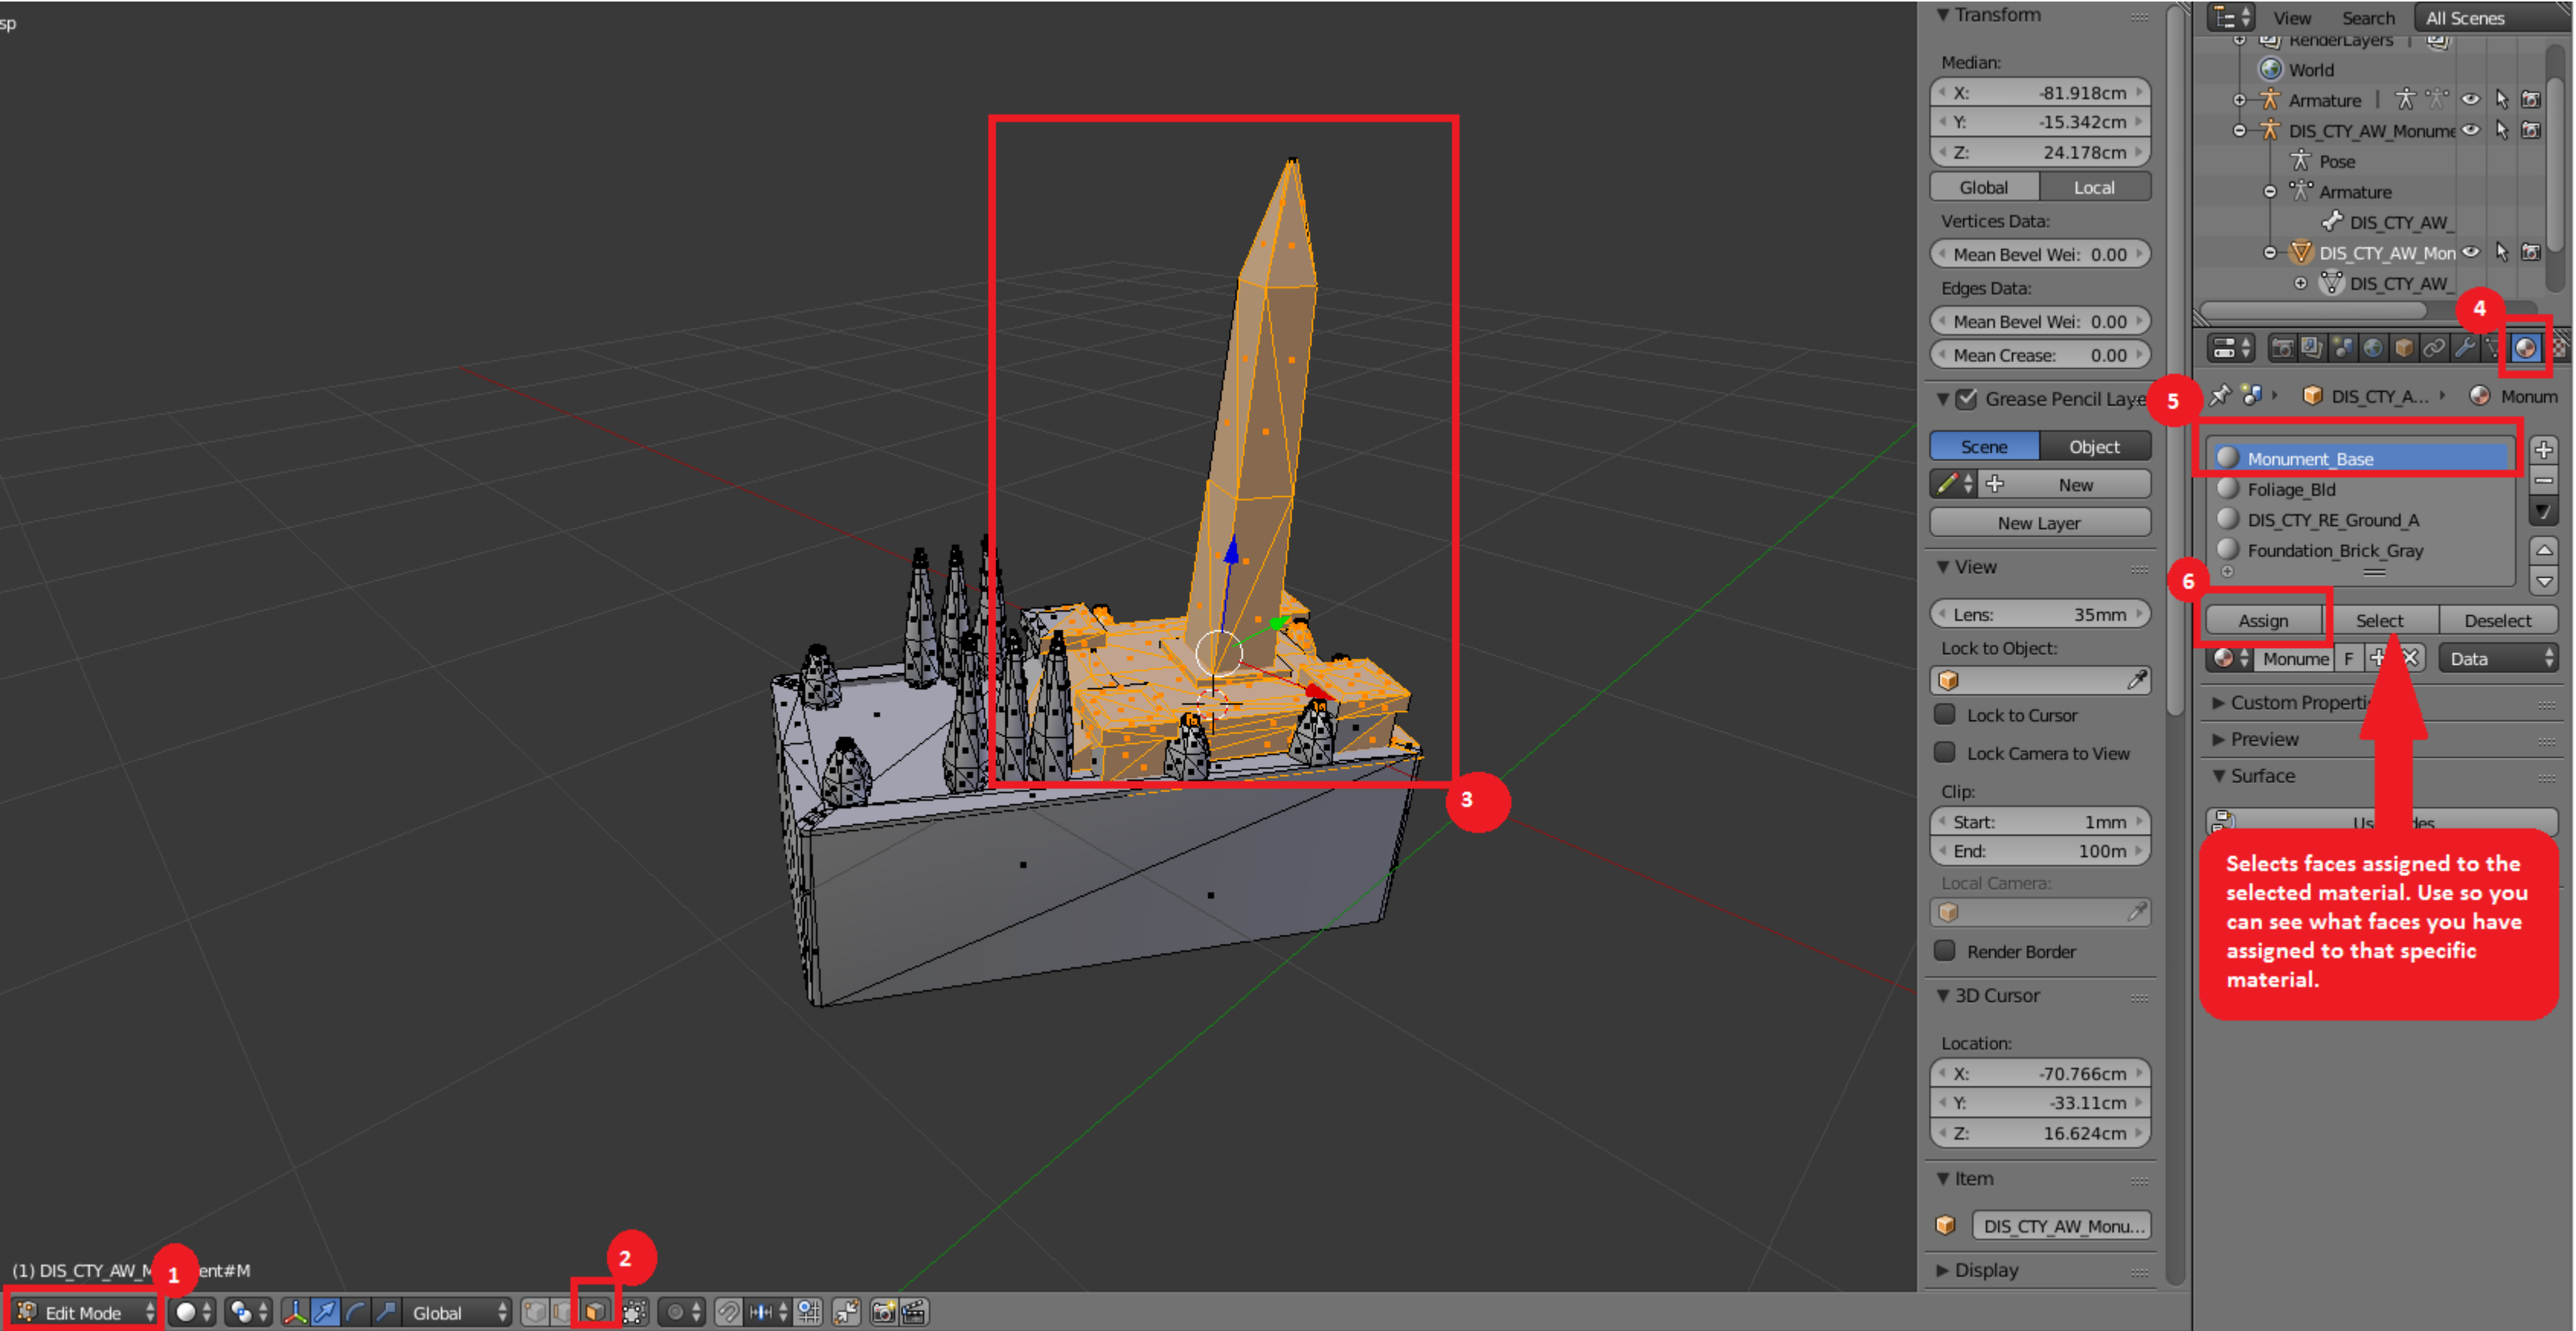 sp
(1) DIS_CTY_AW_M ent#M
1
2
3
Edit Mode
Global
Transform
Median:
X: -81.918cm
Y: -15.342cm
Z: 24.178cm
Global Local
Vertices Data:
Mean Bevel Wei: 0.00
Edges Data:
Mean Bevel Wei: 0.00
Mean Crease: 0.00
Grease Pencil Laye
Scene Object
New
New Layer
View
Lens: 35mm
Lock to Object:
Lock to Cursor
Lock Camera to View
Clip:
Start: 1mm
End: 100m
Local Camera:
Render Border
3D Cursor
Location:
X: -70.766cm
Y: -33.11cm
Z: 16.624cm
Item
DIS_CTY_AW_Monu...
Display
View Search All Scenes
RenderLayers |
World
Armature |
DIS_CTY_AW_Monume
Pose
Armature
DIS_CTY_AW_
DIS_CTY_AW_Mon
DIS_CTY_AW_
4
DIS_CTY_A... Monum
5
Monument_Base
Foliage_Bld
DIS_CTY_RE_Ground_A
Foundation_Brick_Gray
6
Assign Select Deselect
Monume F Data
Custom Properti
Preview
Surface
Us des
Selects faces assigned to the
selected material. Use so you
can see what faces you have
assigned to that specific
material.